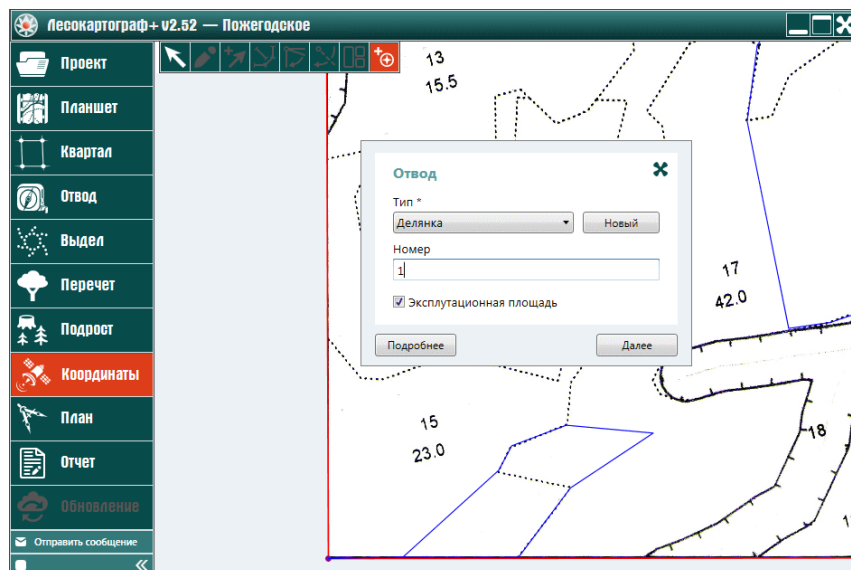 Лесокартограф+ v2.52 — Пожегодское
Проект
Планшет
Квартал
Отвод
Выдел
Перечет
Подрост
Координаты
План
Отчет
Обновление
Отправить сообщение
13
15.5
Отвод
Тип *
Делянка
Новый
Номер
1
Эксплутационная площадь
Подробнее
Далее
17
42.0
15
23.0
18